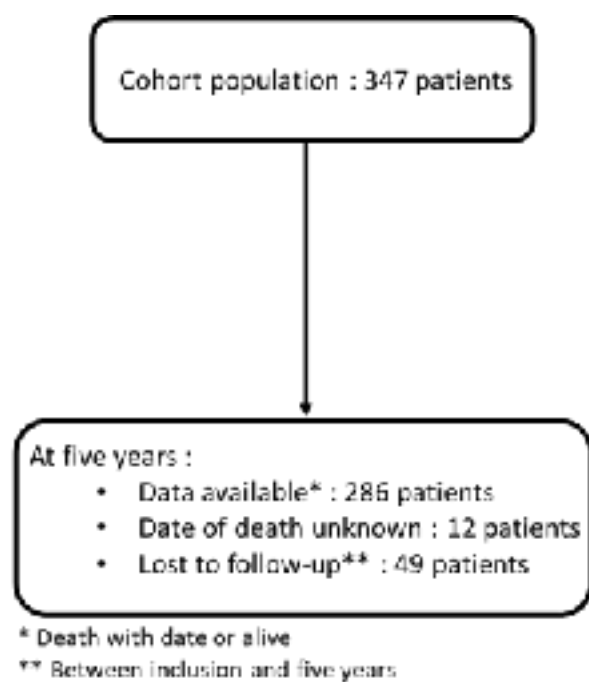 Cohort population : 347 patients
At five years :
• Data available* : 286 patients
• Date of death unknown : 12 patients
• Lost to follow-up** : 49 patients
* Death with date or alive
** Between inclusion and five years